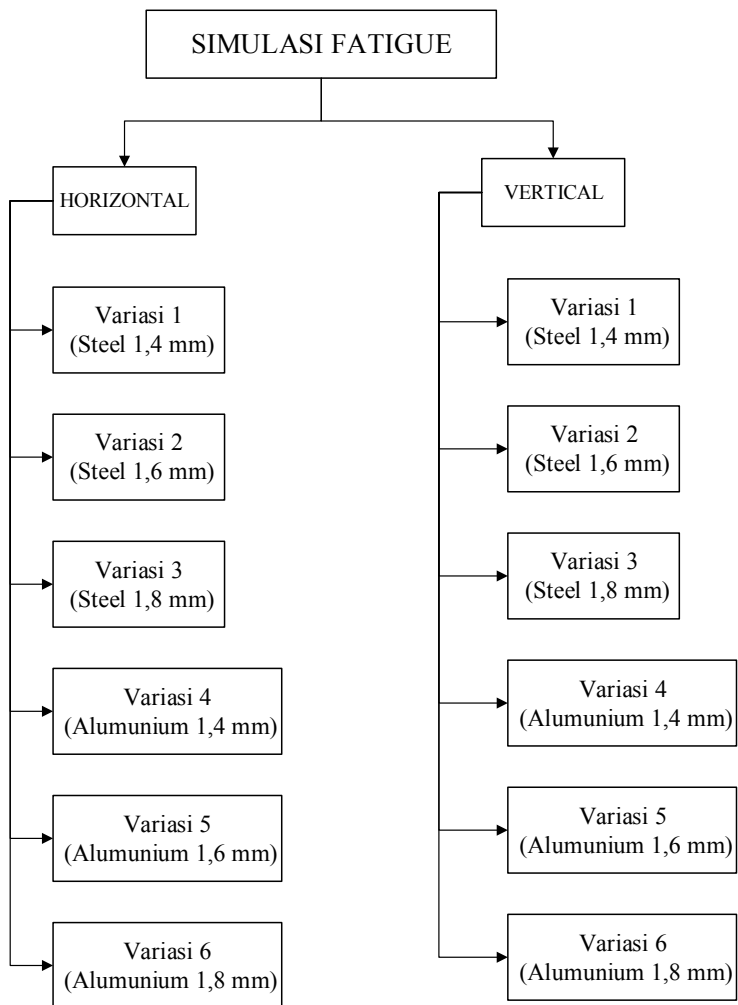 SIMULASI FATIGUE
HORIZONTAL
Variasi 1
(Steel 1,4 mm)
Variasi 2
(Steel 1,6 mm)
Variasi 3
(Steel 1,8 mm)
Variasi 4
(Alumunium 1,4 mm)
Variasi 5
(Alumunium 1,6 mm)
Variasi 6
(Alumunium 1,8 mm)
VERTICAL
Variasi 1
(Steel 1,4 mm)
Variasi 2
(Steel 1,6 mm)
Variasi 3
(Steel 1,8 mm)
Variasi 4
(Alumunium 1,4 mm)
Variasi 5
(Alumunium 1,6 mm)
Variasi 6
(Alumunium 1,8 mm)